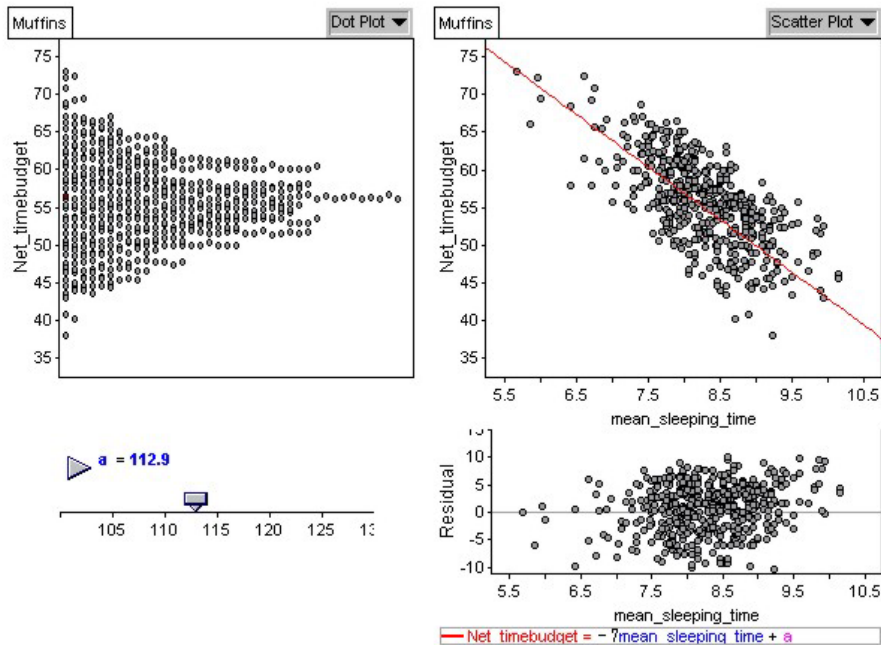 Muffins
Dot Plot
Net_timebudget
75
70
65
60
55
50
45
40
35
Muffins
Scatter Plot
Net_timebudget
75
70
65
60
55
50
45
40
35
5.5 6.5 7.5 8.5 9.5 10.5
mean_sleeping_time
a = 112.9
105 110 115 120 125
Residual
15
10
5
0
-5
-10
5.5 6.5 7.5 8.5 9.5 10.5
mean_sleeping_time
Net_timebudget = - 7mean_sleeping_time + a